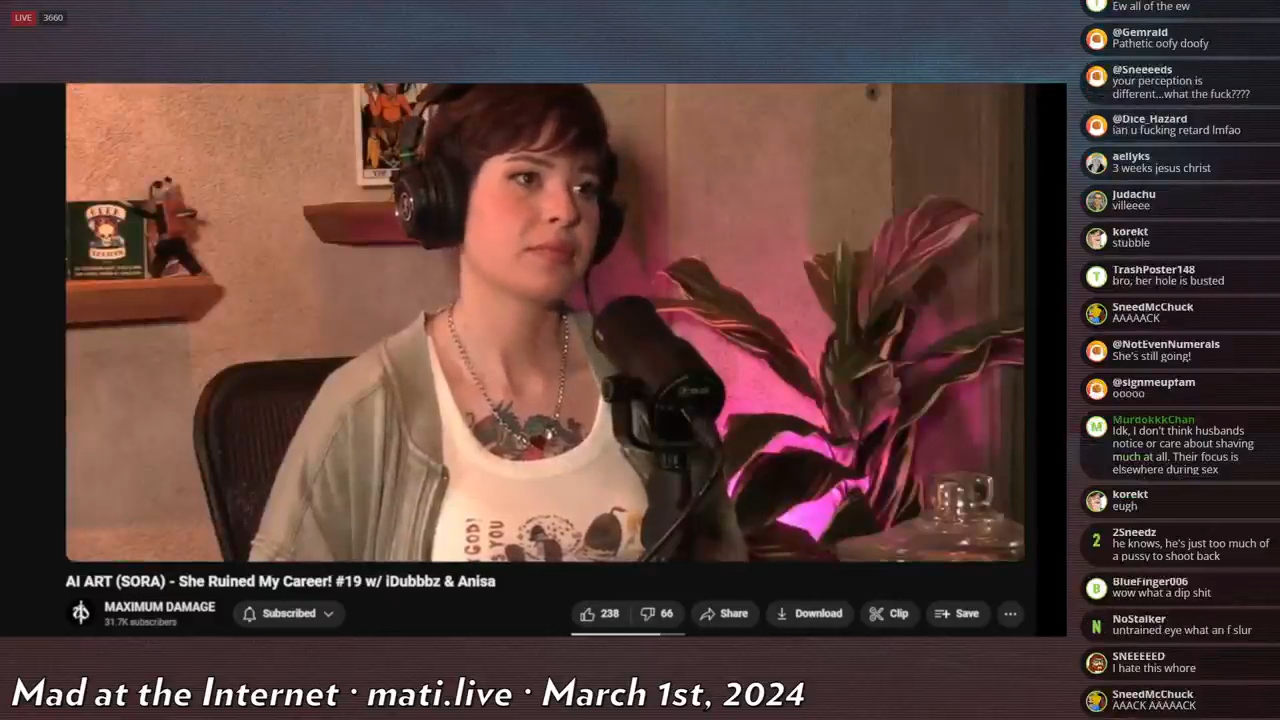 LIVE 3660
Ew all of the ew
@Gemrald
Pathetic oofy doofy
@Sneeeeds
your perception is
different...what the fuck????
@Dice_Hazard
ian u fucking retard lmfao
aellyks
3 weeks jesus christ
Judachu
villeeee
korekt
stubble
TrashPoster148
bro, her hole is busted
SneedMcChuck
AAAAACK
@NotEvenNumerals
She's still going!
@signmeuptam
ooooo
MurdokkkChan
Idk, I don't think husbands
notice or care about shaving
much at all. Their focus is
elsewhere during sex
korekt
eugh
2Sneedz
he knows, he's just too much of
a pussy to shoot back
BlueFinger006
wow what a dip shit
NoStalker
untrained eye what an f slur
SNEEEEED
I hate this whore
SneedMcChuck
AAACK AAAAACK
AI ART (SORA) - She Ruined My Career! #19 w/ iDubbbz & Anisa
MAXIMUM DAMAGE
31.7K subscribers
Subscribed
238
66
Share
Download
Clip
Save
Mad at the Internet · mati.live · March 1st, 2024